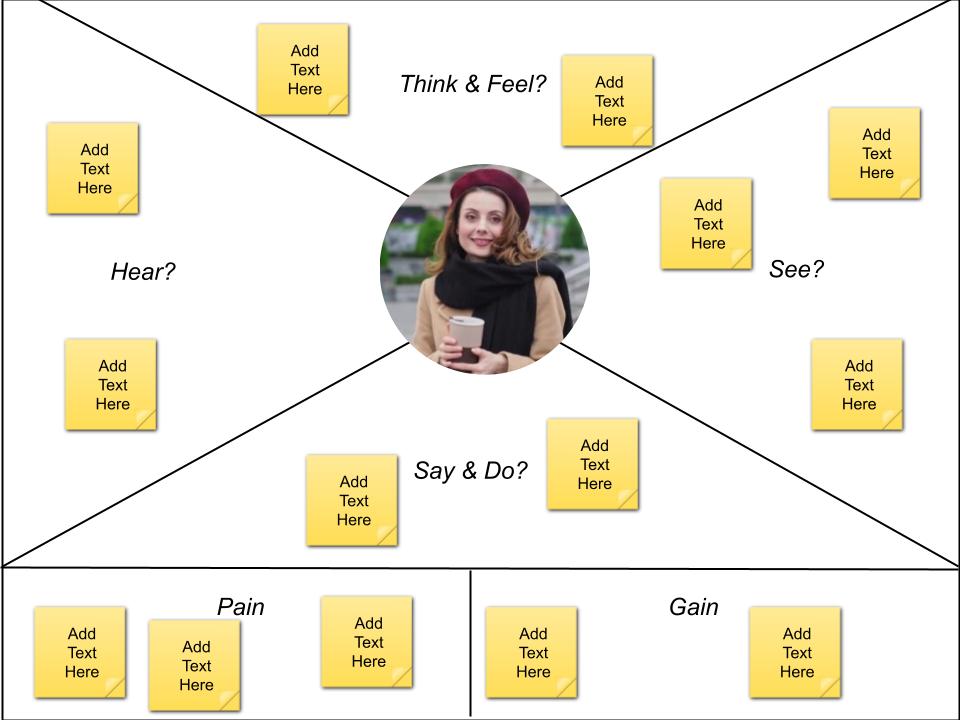 Add
Text
Here
Think & Feel?
Add
Text
Here
Add
Text
Here
Add
Text
Here
Add
Text
Here
Hear?
See?
Add
Text
Here
Add
Text
Here
Say & Do?
Add
Text
Here
Add
Text
Here
Pain
Add
Text
Here
Add
Text
Here
Add
Text
Here
Gain
Add
Text
Here
Add
Text
Here